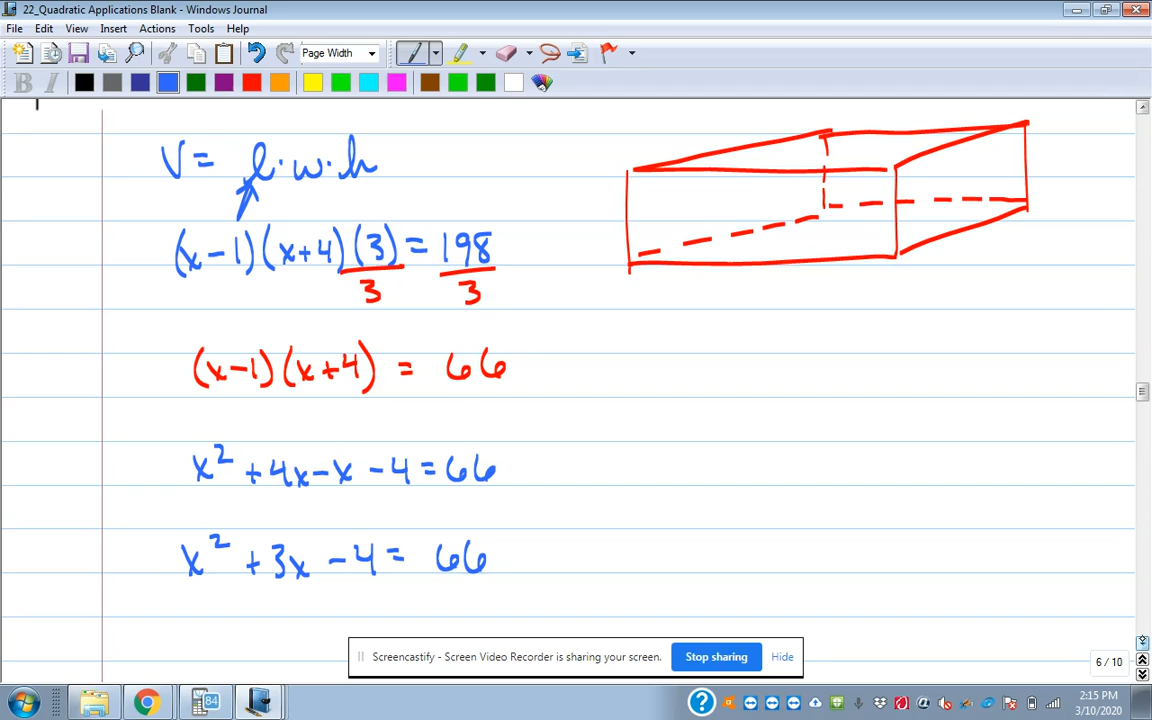 22_Quadratic Applications Blank - Windows Journal
File Edit View Insert Actions Tools Help
Page Width
B I
V = l · w · h
(x-1)(x+4)(3) = 198
3 3
(x-1)(x+4) = 66
x² + 4x - x - 4 = 66
x² + 3x - 4 = 66
Screencastify - Screen Video Recorder is sharing your screen. Stop sharing Hide
6 / 10
84
2:15 PM
3/10/2020